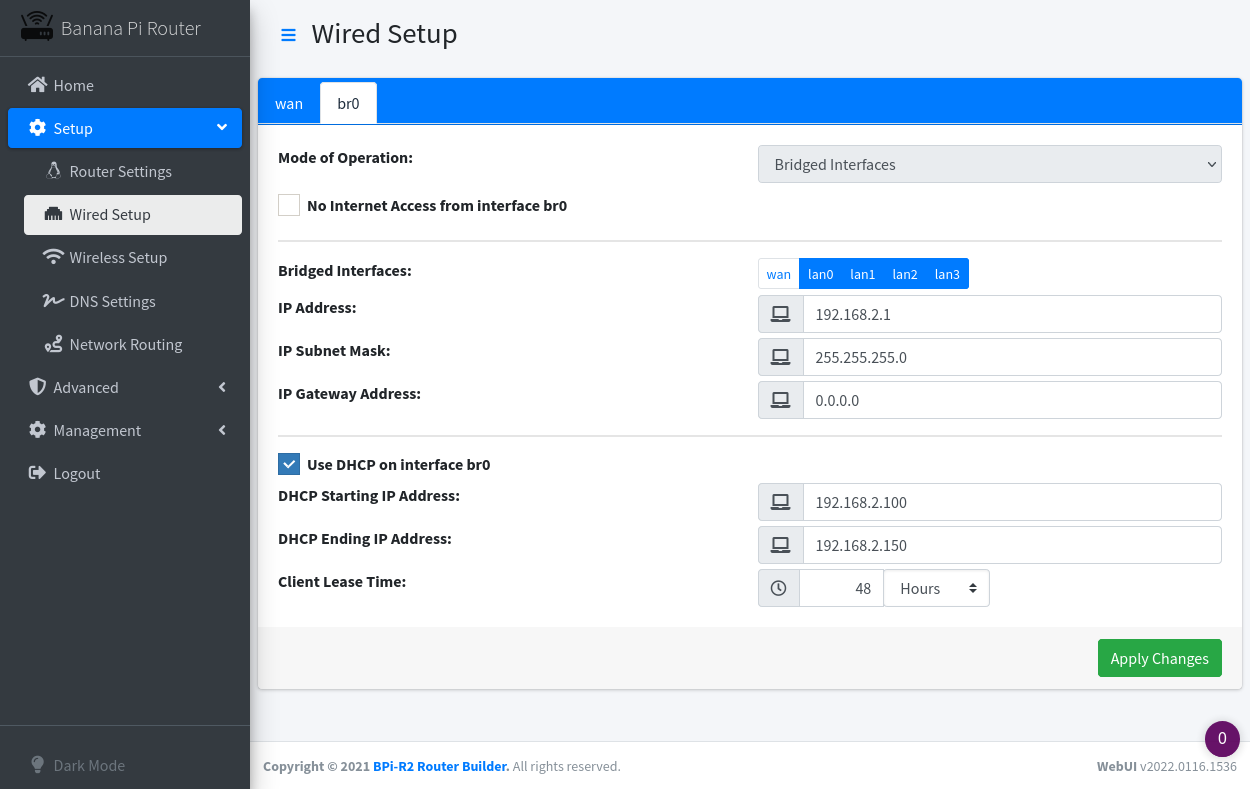 Banana Pi Router
Wired Setup
Home
Setup
Router Settings
Wired Setup
Wireless Setup
DNS Settings
Network Routing
Advanced
Management
Logout
Dark Mode
wan br0
Mode of Operation: Bridged Interfaces
No Internet Access from interface br0
Bridged Interfaces: wan lan0 lan1 lan2 lan3
IP Address: 192.168.2.1
IP Subnet Mask: 255.255.255.0
IP Gateway Address: 0.0.0.0
Use DHCP on interface br0
DHCP Starting IP Address: 192.168.2.100
DHCP Ending IP Address: 192.168.2.150
Client Lease Time: 48 Hours
Apply Changes
0
Copyright © 2021 BPi-R2 Router Builder. All rights reserved. WebUI v2022.0116.1536